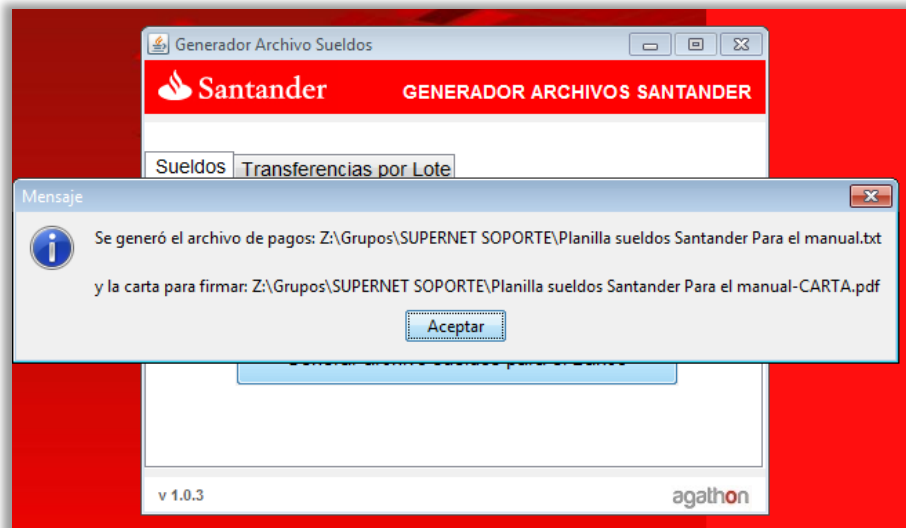 Generador Archivo Sueldos
Santander
GENERADOR ARCHIVOS SANTANDER
Sueldos
Transferencias por Lote
Mensaje
Se generó el archivo de pagos: Z:\Grupos\SUPERNET SOPORTE\Planilla sueldos Santander Para el manual.txt
y la carta para firmar: Z:\Grupos\SUPERNET SOPORTE\Planilla sueldos Santander Para el manual-CARTA.pdf
Aceptar
v 1.0.3
agathon